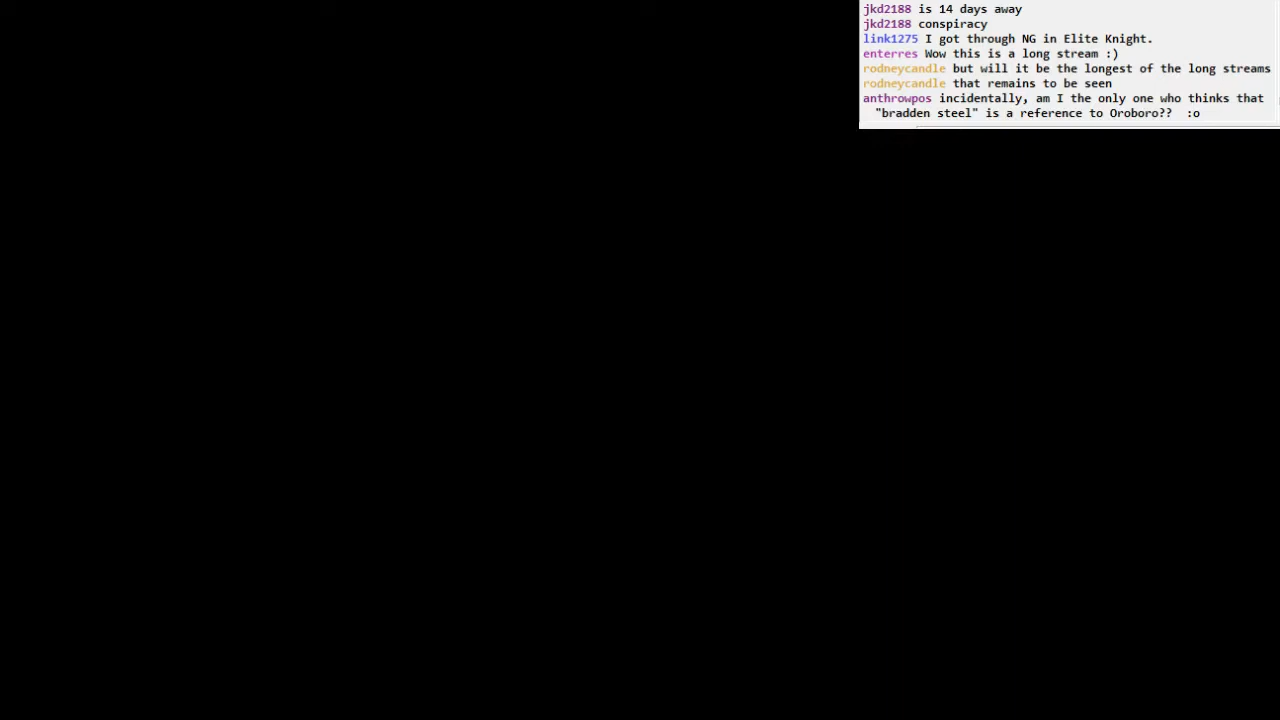 jkd2188 is 14 days away
jkd2188 conspiracy
link1275 I got through NG in Elite Knight.
enterres Wow this is a long stream :)
rodneycandle but will it be the longest of the long streams
rodneycandle that remains to be seen
anthrowpos incidentally, am I the only one who thinks that
"bradden steel" is a reference to Oroboro?? :o